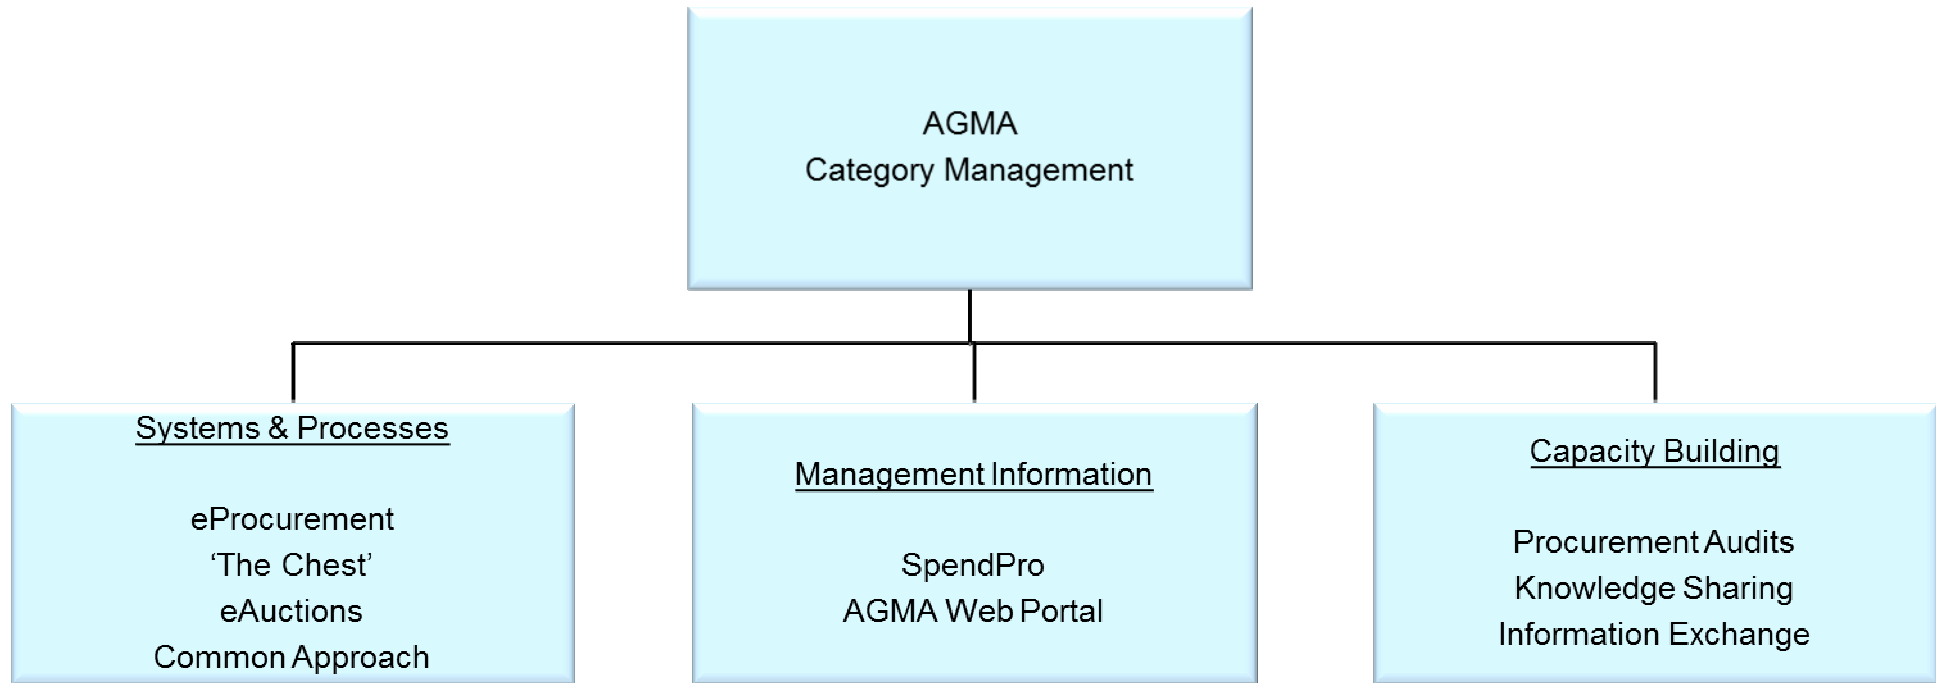 AGMA
Category Management
Systems & Processes
eProcurement
‘The Chest’
eAuctions
Common Approach
Management Information
SpendPro
AGMA Web Portal
Capacity Building
Procurement Audits
Knowledge Sharing
Information Exchange